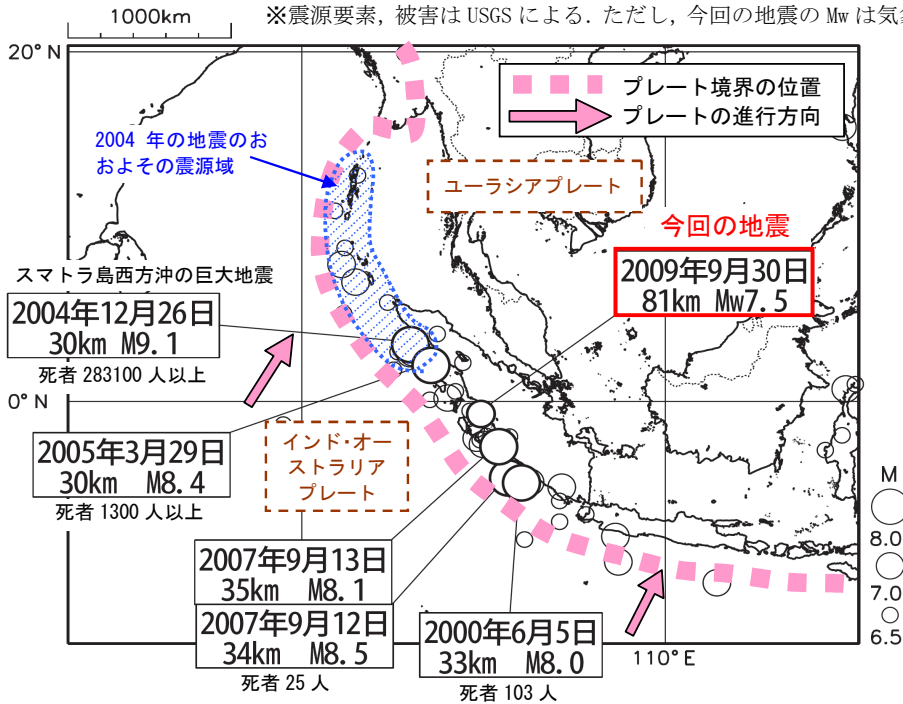 1000km
※震源要素, 被害は USGS による. ただし, 今回の地震の Mw は気
20°N
プレート境界の位置
プレートの進行方向
2004 年の地震のお
およその震源域
ユーラシアプレート
今回の地震
2009年9月30日
81km Mw7.5
スマトラ島西方沖の巨大地震
2004年12月26日
30km M9.1
死者 283100 人以上
0°N
インド・オー
ストラリア
プレート
2005年3月29日
30km M8.4
死者 1300 人以上
M
8.0
7.0
6.5
2007年9月13日
35km M8.1
2007年9月12日
34km M8.5
死者 25 人
2000年6月5日
33km M8.0
死者 103 人
110°E